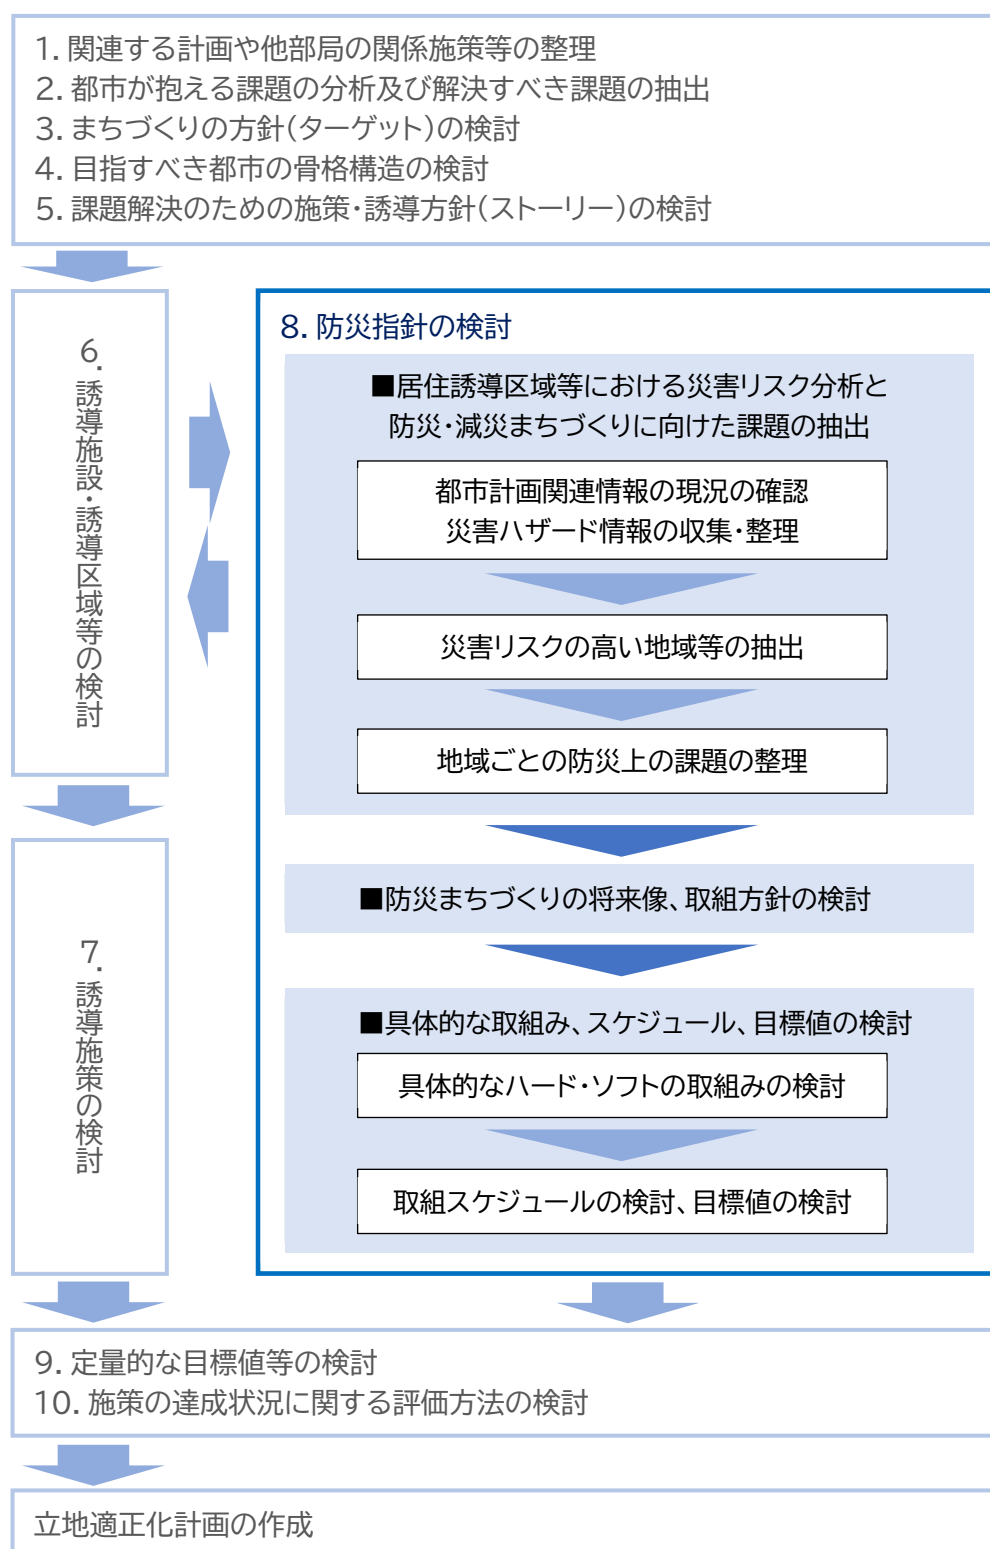 1. 関連する計画や他部局の関係施策等の整理
2. 都市が抱える課題の分析及び解決すべき課題の抽出
3. まちづくりの方針(ターゲット)の検討
4. 目指すべき都市の骨格構造の検討
5. 課題解決のための施策・誘導方針(ストーリー)の検討
6. 誘導施設・誘導区域等の検討
7. 誘導施策の検討
8. 防災指針の検討
■居住誘導区域等における災害リスク分析と
防災・減災まちづくりに向けた課題の抽出
都市計画関連情報の現況の確認
災害ハザード情報の収集・整理
災害リスクの高い地域等の抽出
地域ごとの防災上の課題の整理
■防災まちづくりの将来像、取組方針の検討
■具体的な取組み、スケジュール、目標値の検討
具体的なハード・ソフトの取組みの検討
取組スケジュールの検討、目標値の検討
9. 定量的な目標値等の検討
10. 施策の達成状況に関する評価方法の検討
立地適正化計画の作成